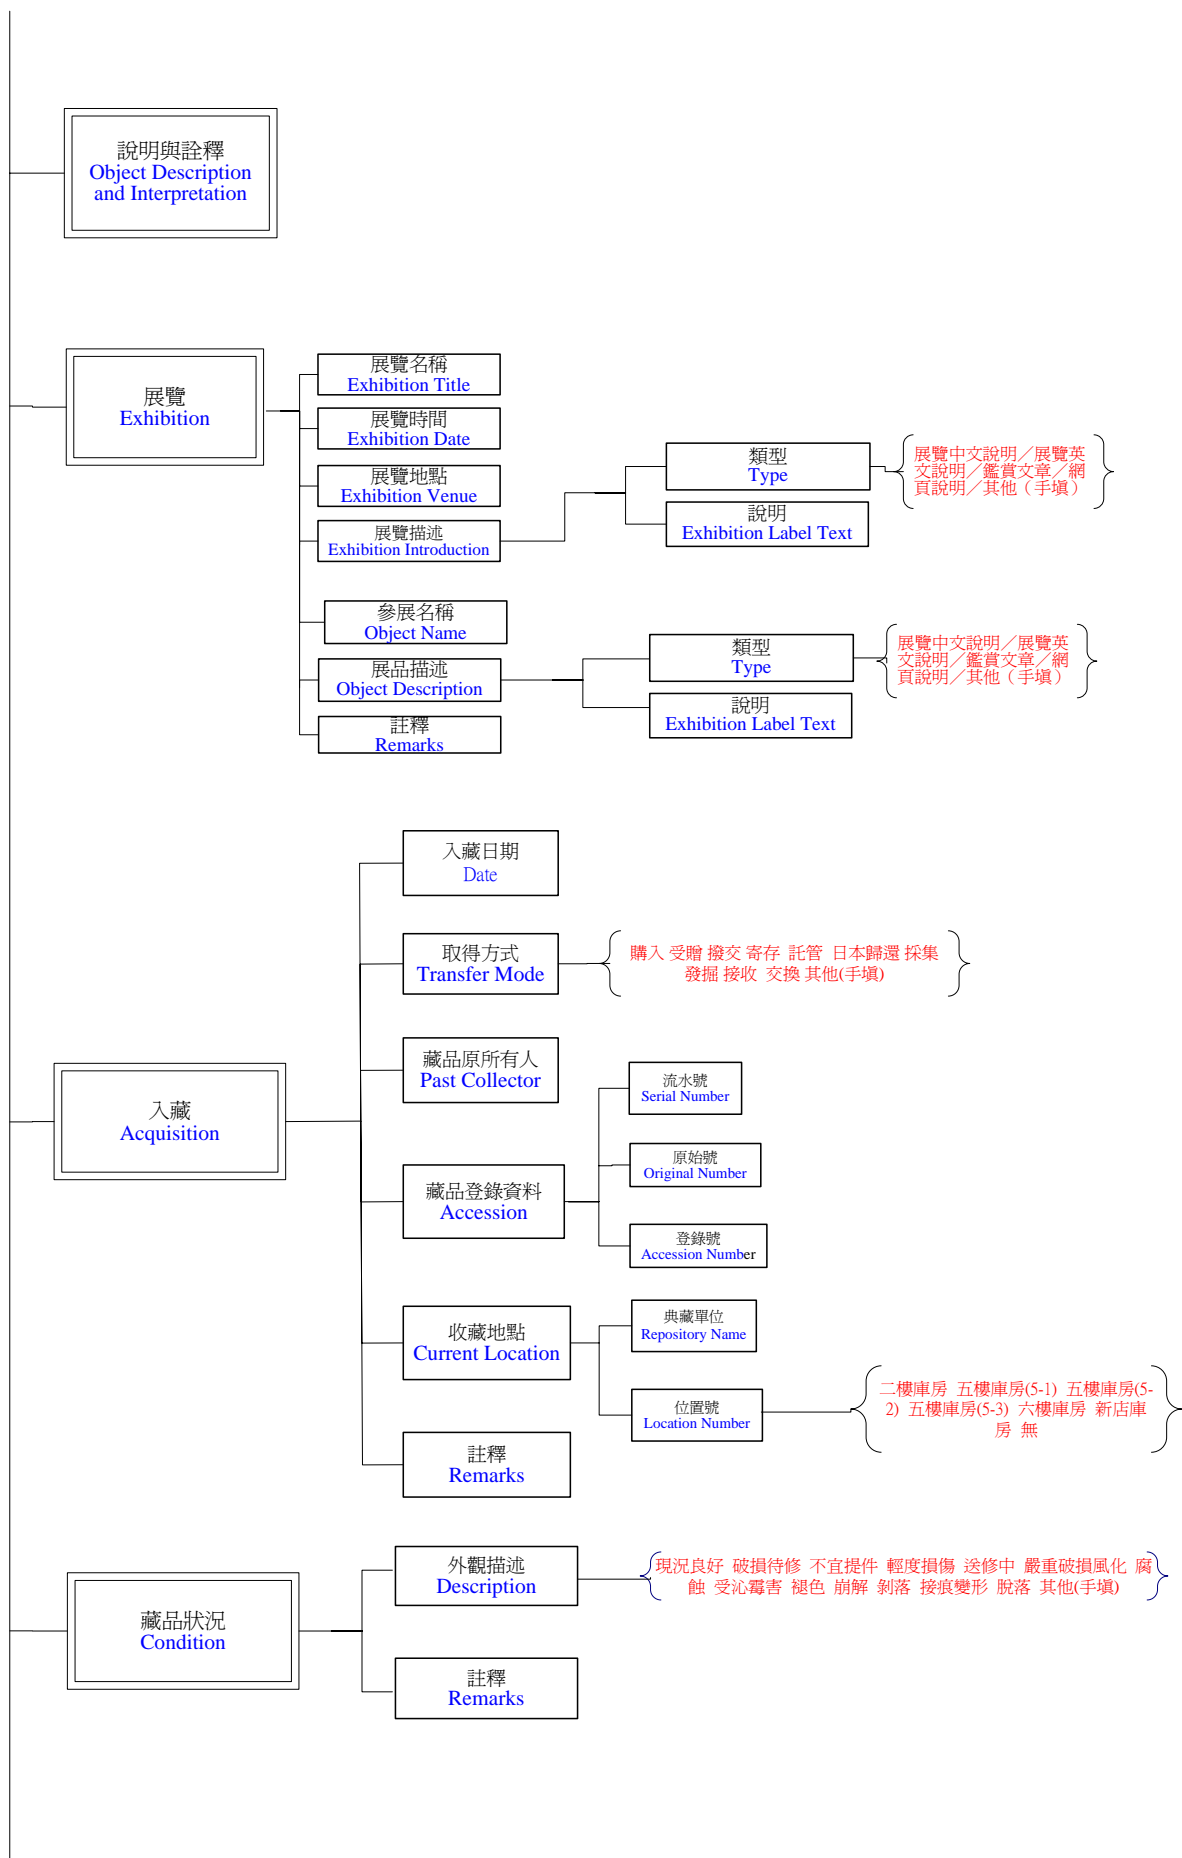 說明與詮釋
Object Description
and Interpretation
展覽
Exhibition
展覽名稱
Exhibition Title
展覽時間
Exhibition Date
展覽地點
Exhibition Venue
展覽描述
Exhibition Introduction
類型
Type
展覽中文說明／展覽英
文說明／鑑賞文章／網
頁說明／其他（手填）
說明
Exhibition Label Text
參展名稱
Object Name
展品描述
Object Description
類型
Type
展覽中文說明／展覽英
文說明／鑑賞文章／網
頁說明／其他（手填）
說明
Exhibition Label Text
註釋
Remarks
入藏
Acquisition
入藏日期
Date
取得方式
Transfer Mode
購入 受贈 撥交 寄存 託管 日本歸還 採集
發掘 接收 交換 其他(手填)
藏品原所有人
Past Collector
藏品登錄資料
Accession
流水號
Serial Number
原始號
Original Number
登錄號
Accession Number
收藏地點
Current Location
典藏單位
Repository Name
位置號
Location Number
二樓庫房 五樓庫房(5-1) 五樓庫房(5-
2) 五樓庫房(5-3) 六樓庫房 新店庫
房 無
註釋
Remarks
藏品狀況
Condition
外觀描述
Description
現況良好 破損待修 不宜提件 輕度損傷 送修中 嚴重破損風化 腐
蝕 受沁霉害 褪色 崩解 剝落 接痕變形 脫落 其他(手填)
註釋
Remarks